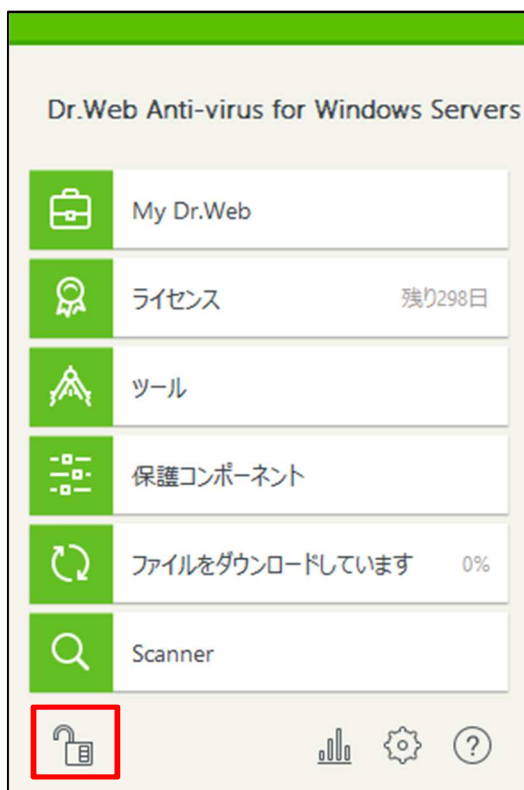 Dr.Web Anti-virus for Windows Servers
My Dr.Web
ライセンス 残り298日
ツール
保護コンポーネント
ファイルをダウンロードしています 0%
Scanner
?